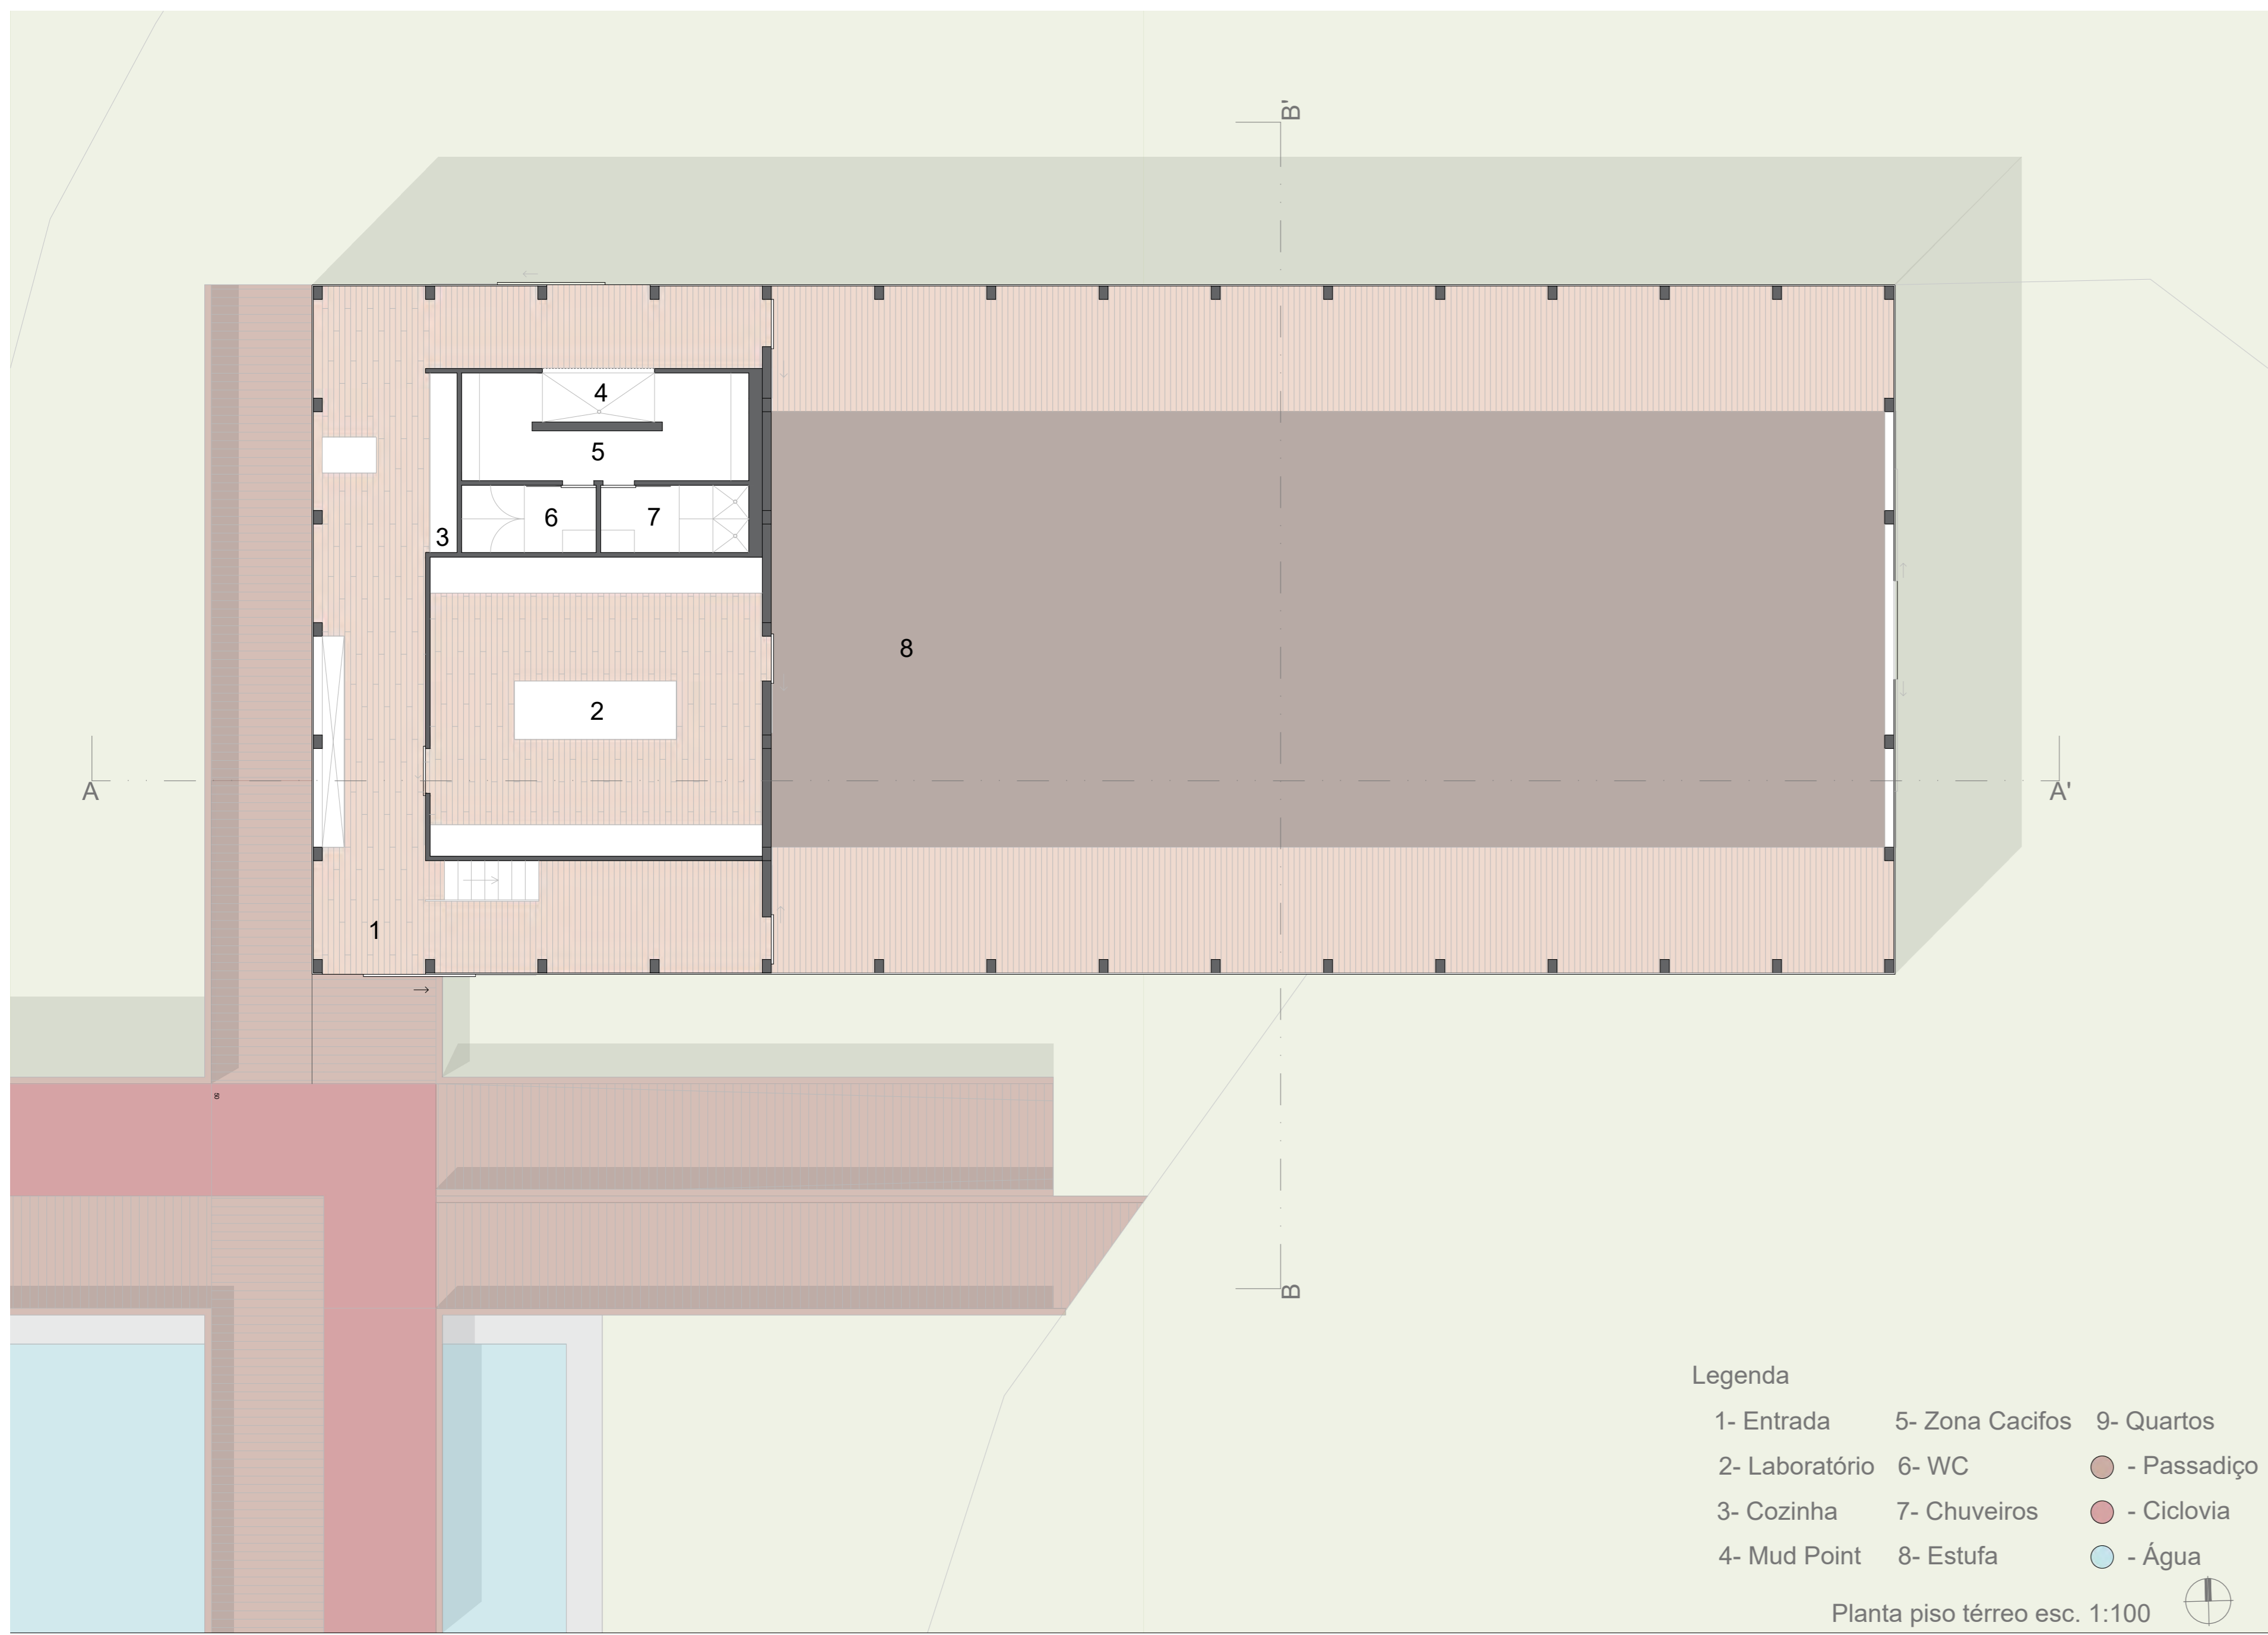 B'
4
5
6
7
3
8
2
A
A'
1
B
Legenda
1- Entrada
5- Zona Cacifos
9- Quartos
2- Laboratório
6- WC
- Passadiço
3- Cozinha
7- Chuveiros
- Ciclovia
4- Mud Point
8- Estufa
- Água
Planta piso térreo esc. 1:100